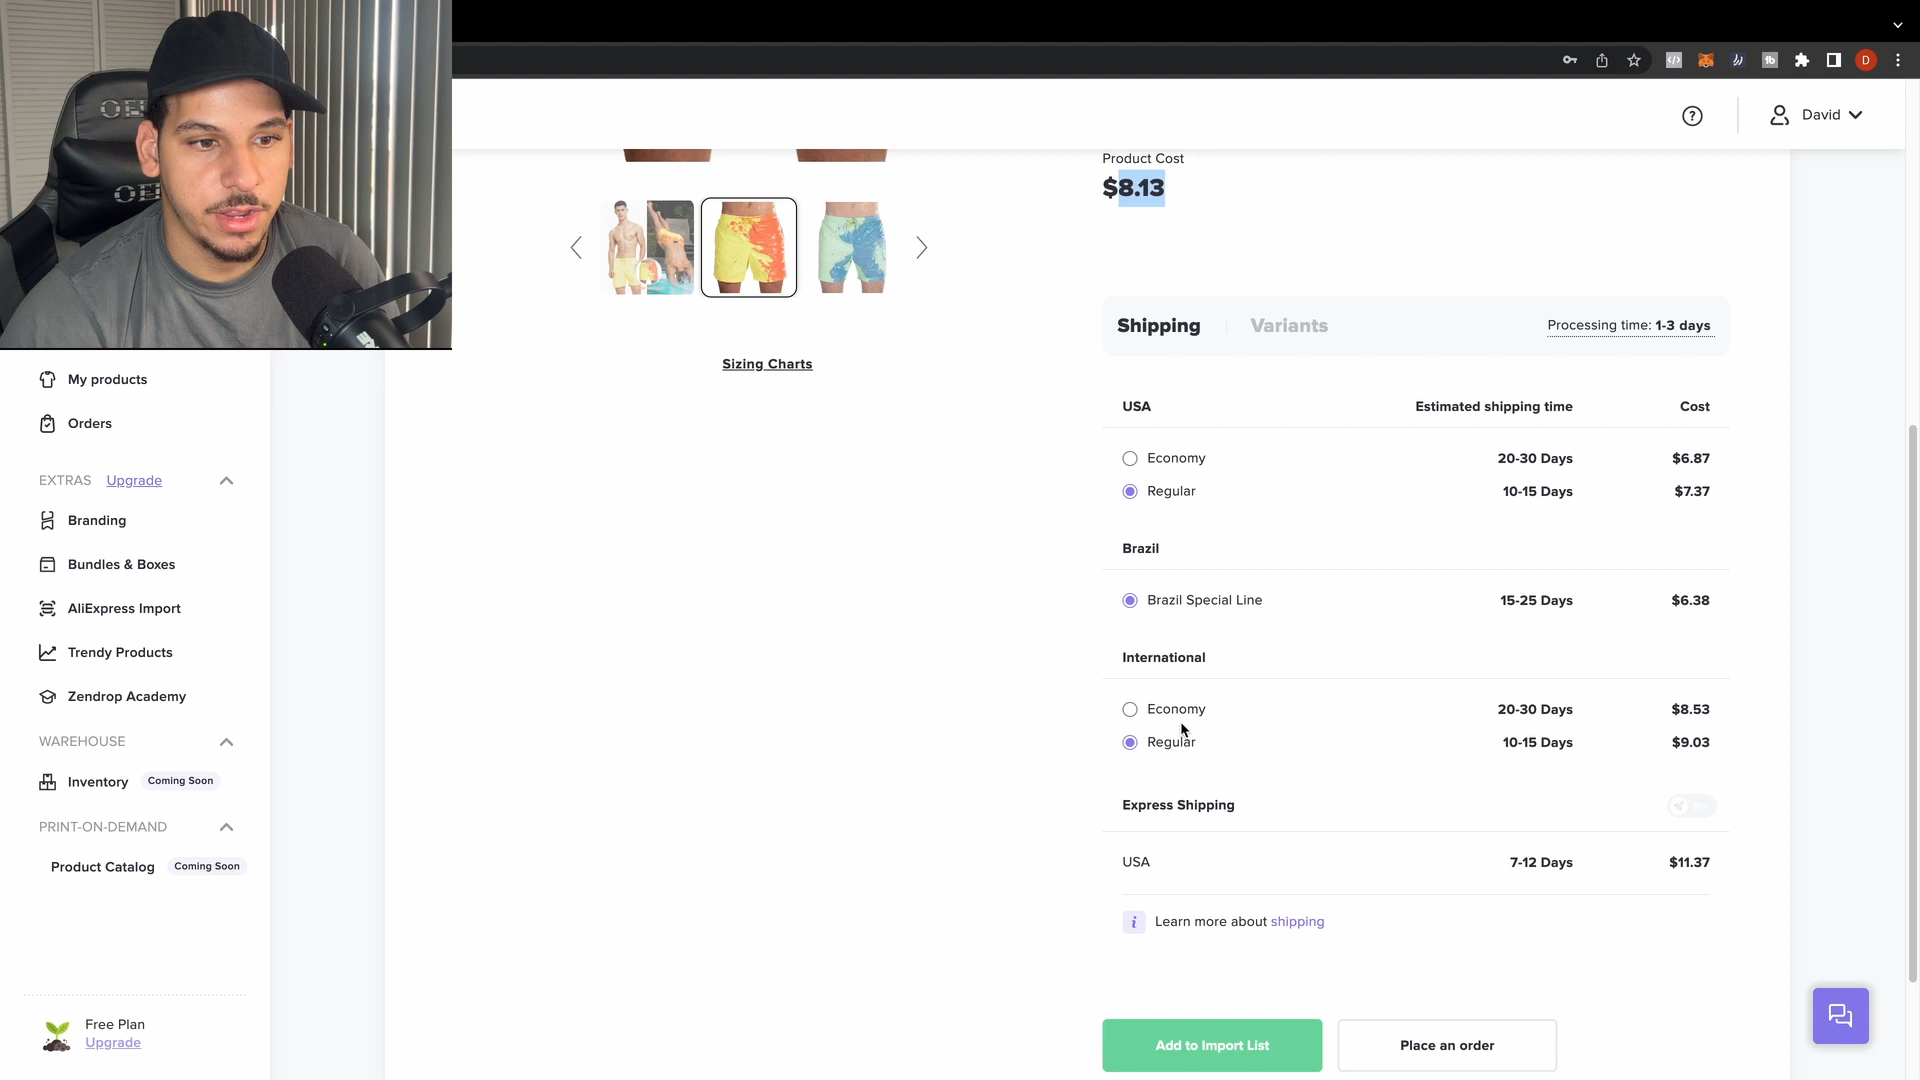 David
Product Cost
$8.13
Shipping
Variants
Processing time: 1-3 days
Sizing Charts
My products
Orders
EXTRAS Upgrade
Branding
Bundles & Boxes
AliExpress Import
Trendy Products
Zendrop Academy
WAREHOUSE
Inventory Coming Soon
PRINT-ON-DEMAND
Product Catalog Coming Soon
Free Plan
Upgrade
USA Estimated shipping time Cost
Economy 20-30 Days $6.87
Regular 10-15 Days $7.37
Brazil
Brazil Special Line 15-25 Days $6.38
International
Economy 20-30 Days $8.53
Regular 10-15 Days $9.03
Express Shipping
USA 7-12 Days $11.37
Learn more about shipping
Add to Import List
Place an order